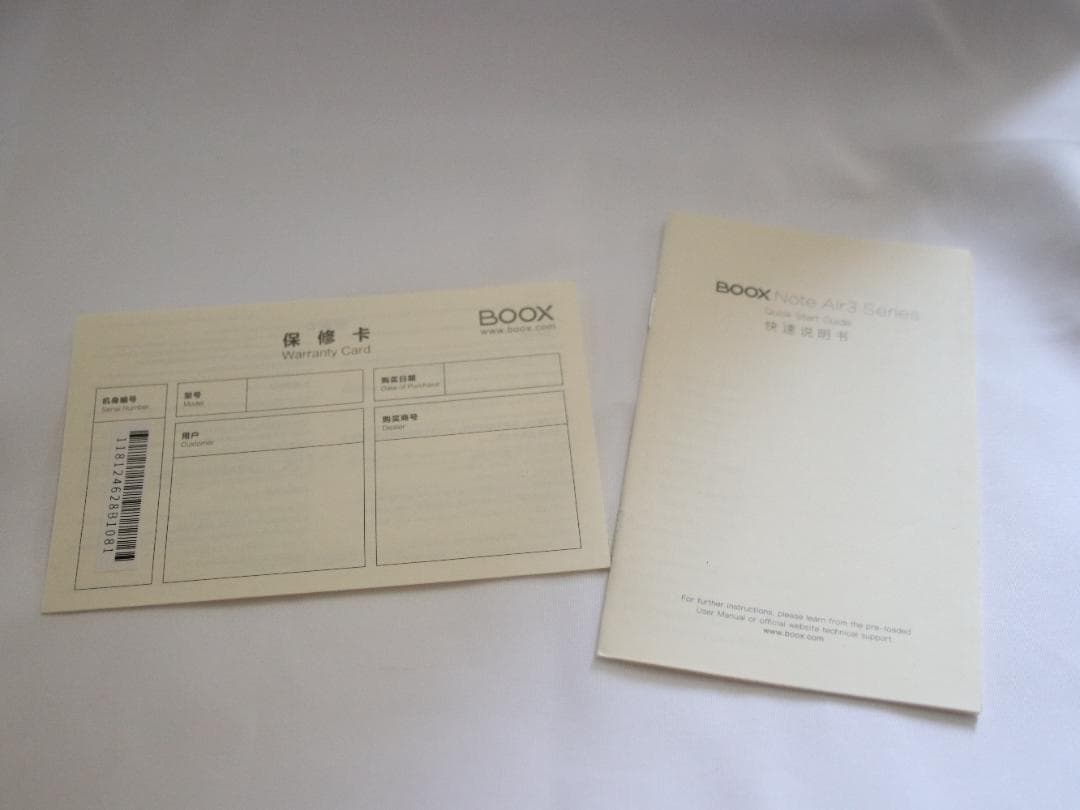 保修卡
Warranty Card
BOOX
www.boox.com
机身编号
Serial Number
118124628B1081
型号
Model
购买日期
Date of Purchase
用户
Customer
购买商号
Dealer
BOOX Note Air3 Series
Quick Start Guide
快速说明书
For further instructions, please learn from the pre-loaded
User Manual or official website technical support.
www.boox.com